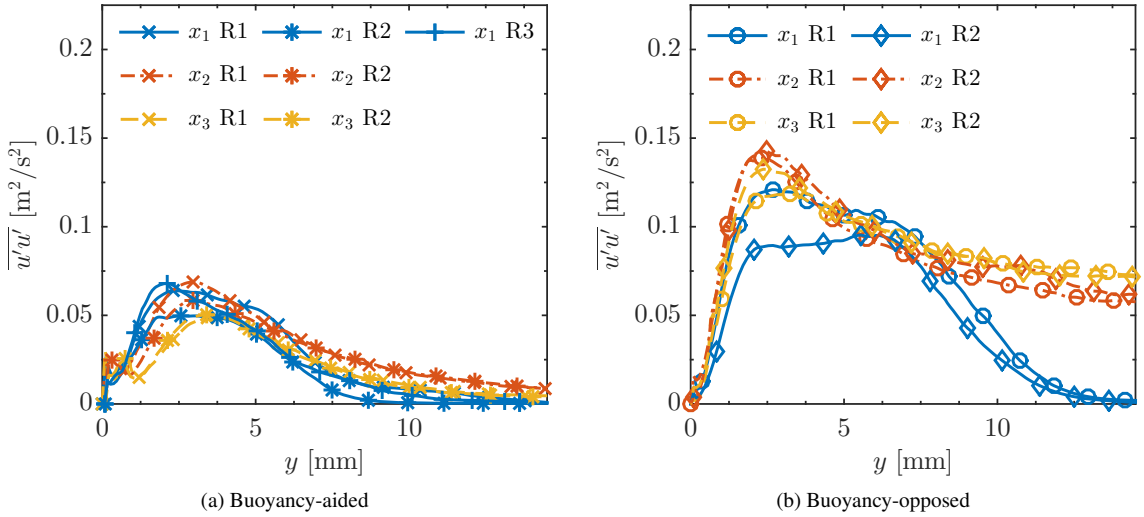 0.2
0.15
0.1
0.05
0
0 5 10
x₁ R1 x₁ R2 x₁ R3
x₂ R1 x₂ R2
x₃ R1 x₃ R2
u′u′ [m²/s²]
y [mm]
(a) Buoyancy-aided
0.2
0.15
0.1
0.05
0
0 5 10
x₁ R1 x₁ R2
x₂ R1 x₂ R2
x₃ R1 x₃ R2
u′u′ [m²/s²]
y [mm]
(b) Buoyancy-opposed